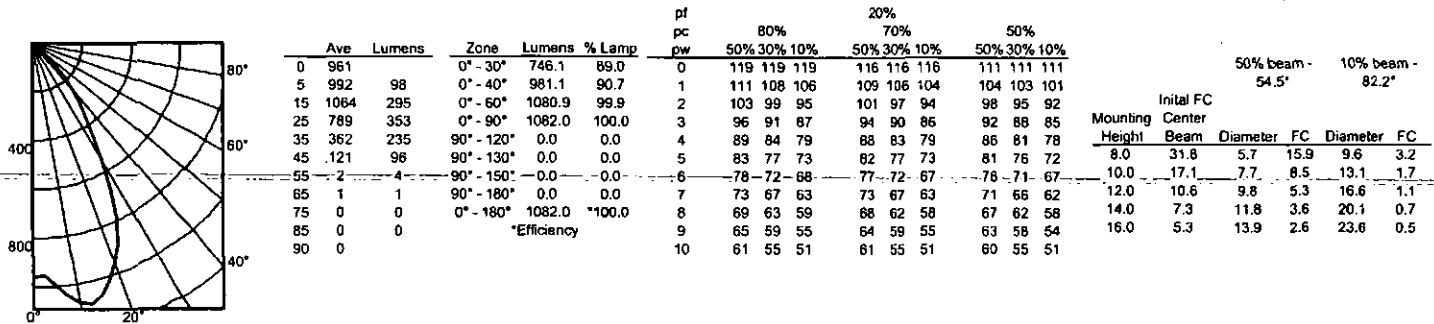 80°
60°
40°
20°
0°
400
800
Ave Lumens
0 961
5 992 98
15 1064 295
25 789 353
35 362 235
45 .121 96
55 2 4
65 1 1
75 0 0
85 0 0
90 0
Zone Lumens % Lamp
0° - 30° 746.1 69.0
0° - 40° 981.1 90.7
0° - 60° 1080.9 99.9
0° - 90° 1082.0 100.0
90° - 120° 0.0 0.0
90° - 130° 0.0 0.0
90° - 150° 0.0 0.0
90° - 180° 0.0 0.0
0° - 180° 1082.0 *100.0
*Efficiency
pf 20%
pc 80% 70% 50%
pw 50% 30% 10% 50% 30% 10% 50% 30% 10%
0 119 119 119 116 116 116 111 111 111
1 111 108 106 109 106 104 104 103 101
2 103 99 95 101 97 94 98 95 92
3 96 91 87 94 90 86 92 88 85
4 89 84 79 88 83 79 86 81 78
5 83 77 73 82 77 73 81 76 72
6 78 72 68 77 72 67 76 71 67
7 73 67 63 73 67 63 71 66 62
8 69 63 59 68 62 58 67 62 58
9 65 59 55 64 59 55 63 58 54
10 61 55 51 61 55 51 60 55 51
50% beam - 10% beam -
54.5° 82.2°
Inital FC
Mounting Center
Height Beam Diameter FC Diameter FC
8.0 31.8 5.7 15.9 9.6 3.2
10.0 17.1 7.7 8.5 13.1 1.7
12.0 10.6 9.8 5.3 16.6 1.1
14.0 7.3 11.8 3.6 20.1 0.7
16.0 5.3 13.9 2.6 23.6 0.5